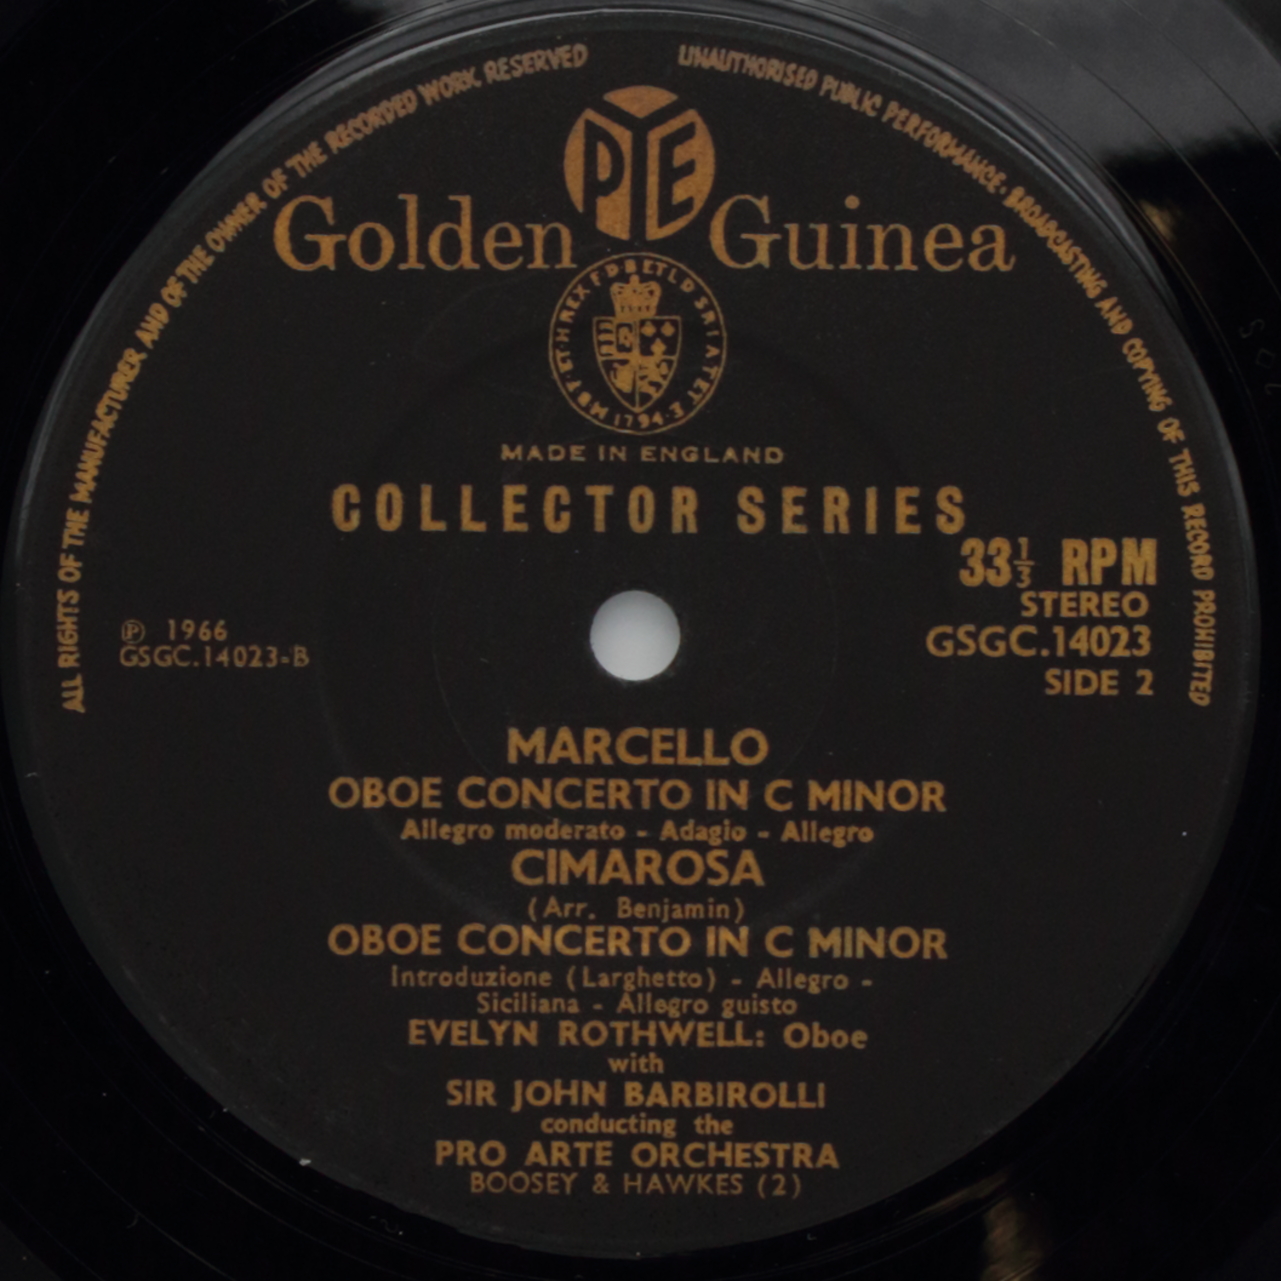 ALL RIGHTS OF THE MANUFACTURER AND OF THE OWNER OF THE RECORDED WORK RESERVED
UNAUTHORISED PUBLIC PERFORMANCE · BROADCASTING AND COPYING OF THIS RECORD PROHIBITED
PYE
Golden Guinea
1794
MADE IN ENGLAND
COLLECTOR SERIES
33⅓ RPM
STEREO
GSGC.14023
SIDE 2
℗ 1966
GSGC.14023-B
MARCELLO
OBOE CONCERTO IN C MINOR
Allegro moderato - Adagio - Allegro
CIMAROSA
(Arr. Benjamin)
OBOE CONCERTO IN C MINOR
Introduzione (Larghetto) - Allegro -
Siciliana - Allegro guisto
EVELYN ROTHWELL: Oboe
with
SIR JOHN BARBIROLLI
conducting the
PRO ARTE ORCHESTRA
BOOSEY & HAWKES (2)